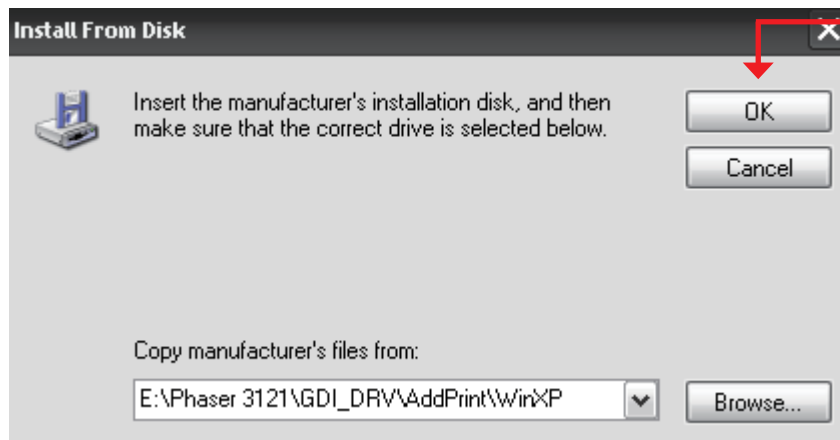 Install From Disk
Insert the manufacturer's installation disk, and then
make sure that the correct drive is selected below.
OK
Cancel
Copy manufacturer's files from:
E:\Phaser 3121\GDI_DRV\AddPrint\WinXP
Browse...